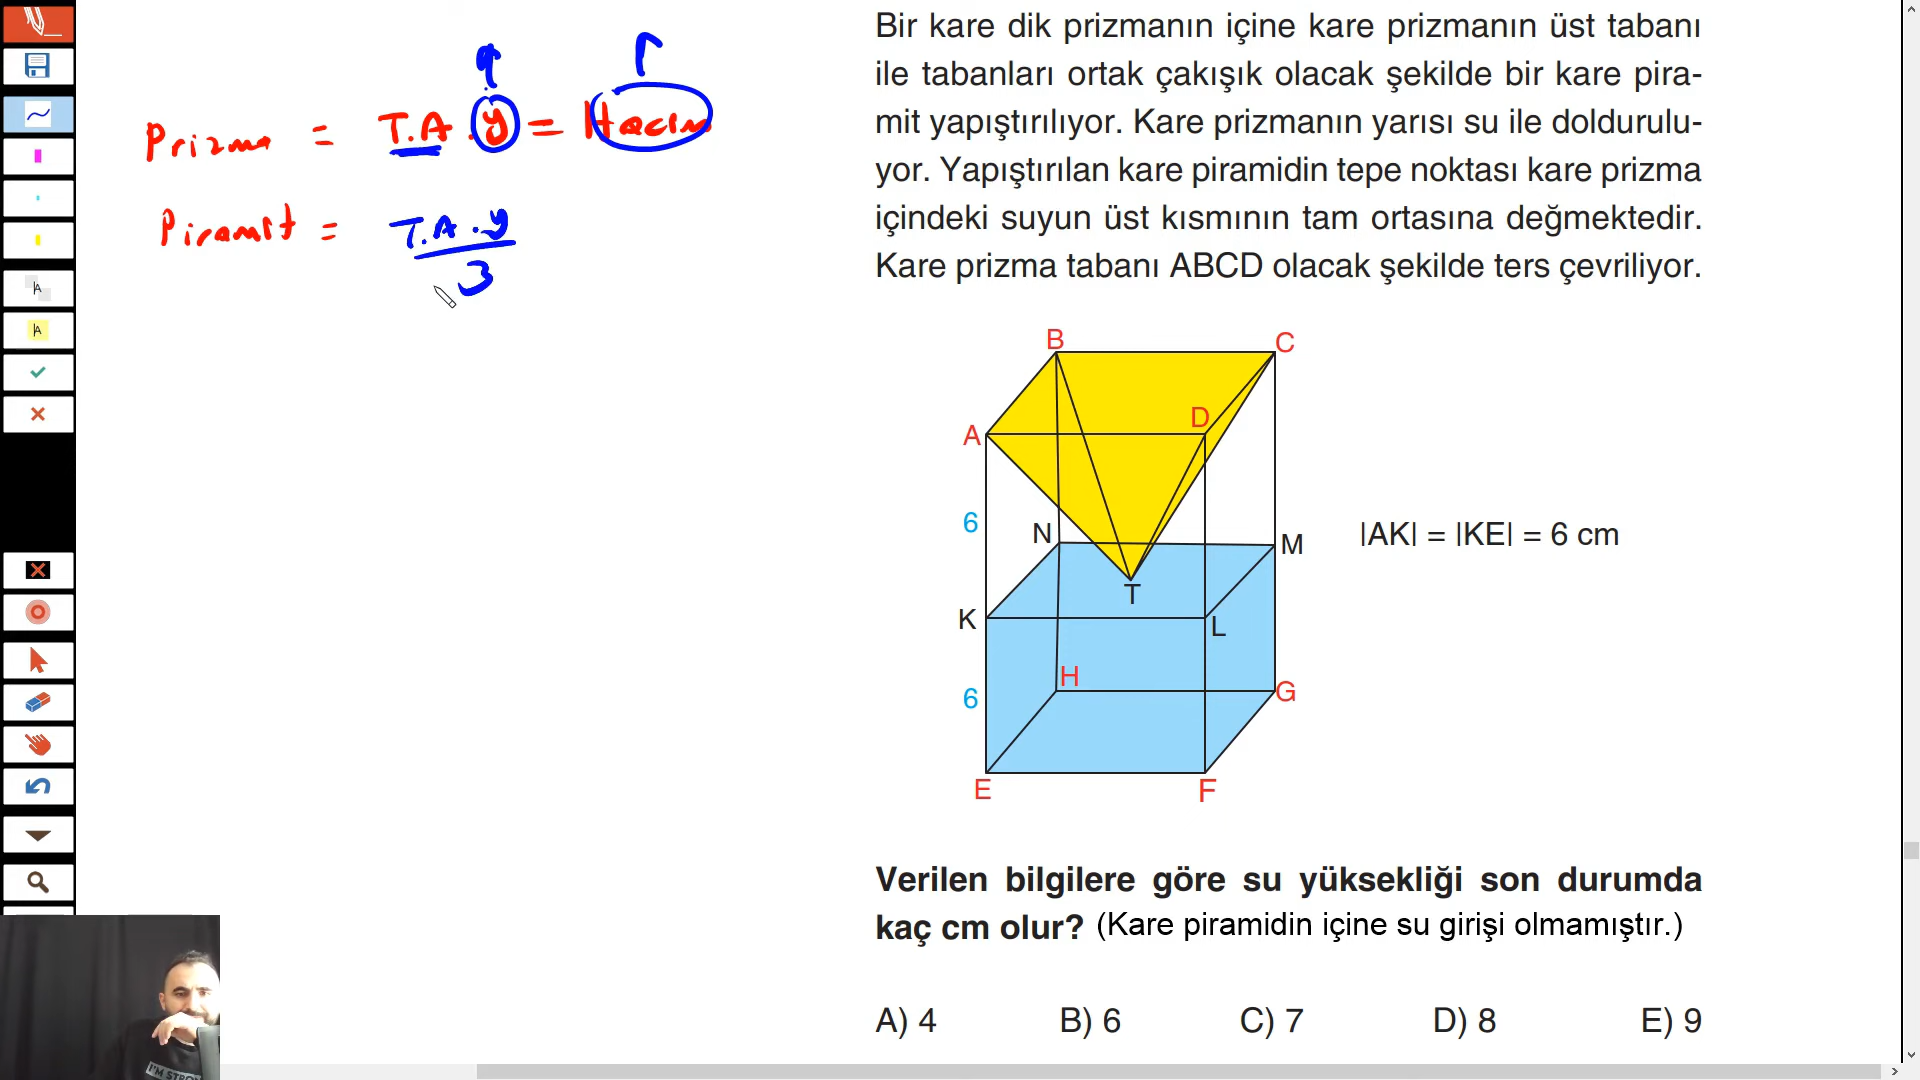 Prizma = T.A . y = Hacim
Piramit = T.A . y
3
Bir kare dik prizmanın içine kare prizmanın üst tabanı
ile tabanları ortak çakışık olacak şekilde bir kare pira-
mit yapıştırılıyor. Kare prizmanın yarısı su ile doldurulu-
yor. Yapıştırılan kare piramidin tepe noktası kare prizma
içindeki suyun üst kısmının tam ortasına değmektedir.
Kare prizma tabanı ABCD olacak şekilde ters çevriliyor.
B
C
D
A
6
N
M
|AK| = |KE| = 6 cm
T
K
L
H
6
G
E
F
Verilen bilgilere göre su yüksekliği son durumda
kaç cm olur? (Kare piramidin içine su girişi olmamıştır.)
A) 4 B) 6 C) 7 D) 8 E) 9